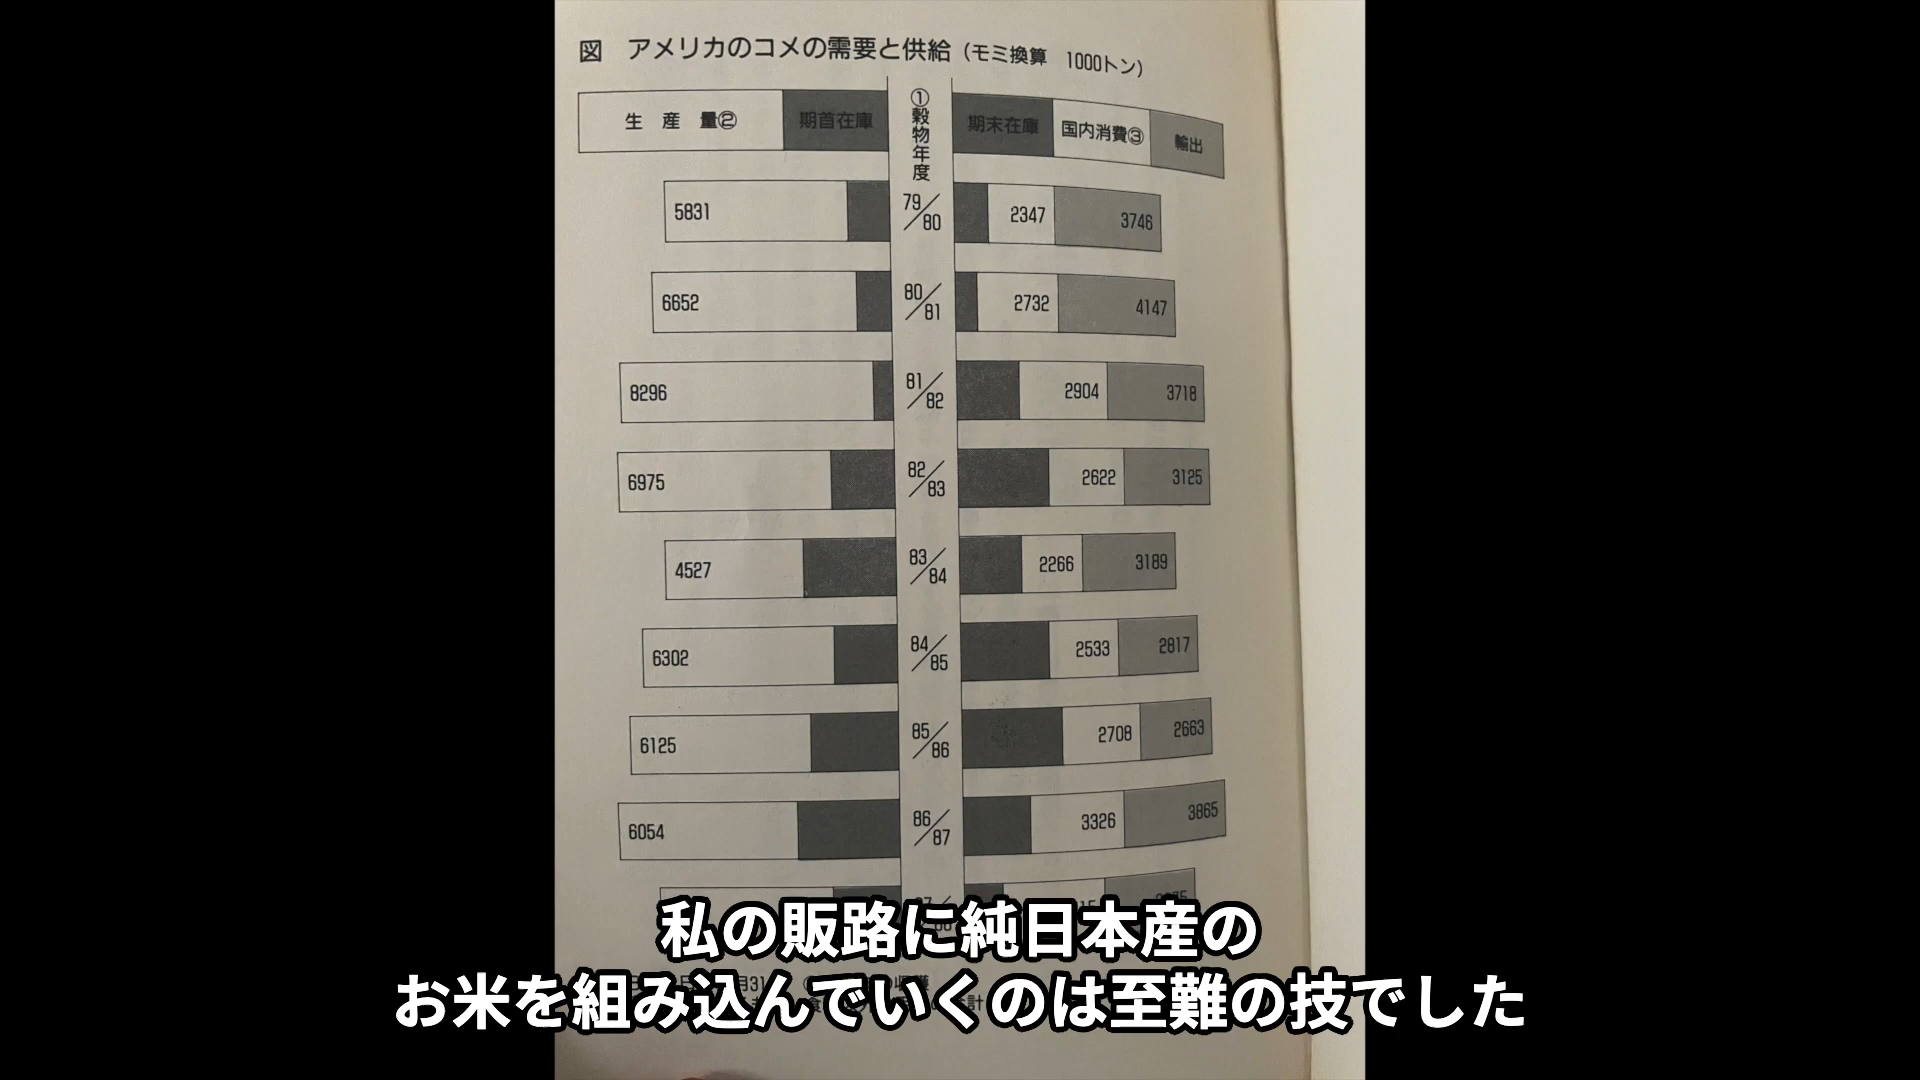 図 アメリカのコメの需要と供給(モミ換算 1000トン)
生産量② 期首在庫 ①穀物年度 期末在庫 国内消費③ 輸出
5831 79/80 2347 3746
6652 80/81 2732 4147
8296 81/82 2904 3718
6975 82/83 2622 3125
4527 83/84 2266 3189
6302 84/85 2533 2817
6125 85/86 2708 2663
6054 86/87 3326 3865
私の販路に純日本産の
お米を組み込んでいくのは至難の技でした